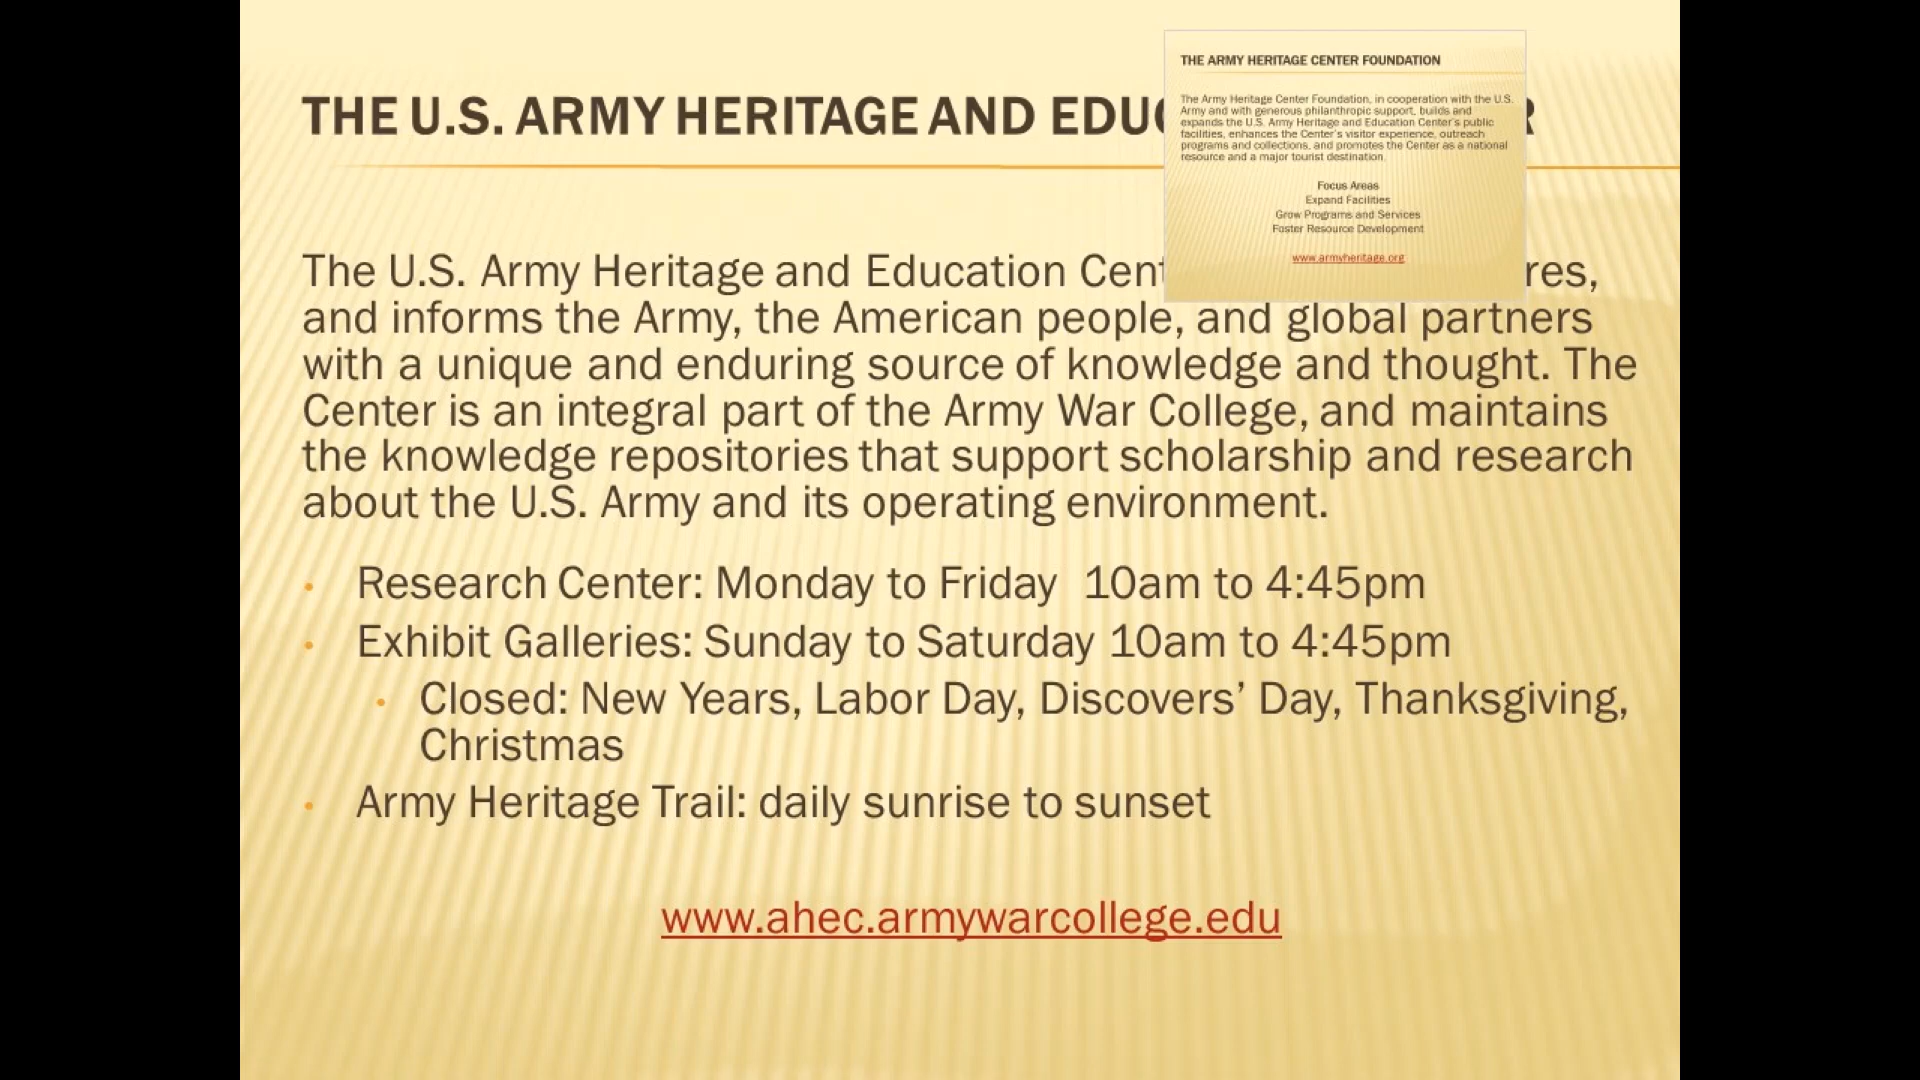 THE U.S. ARMY HERITAGE AND
The U.S. Army Heritage and Education
and informs the Army, the American people, and global partners
with a unique and enduring source of knowledge and thought. The
Center is an integral part of the Army War College, and maintains
the knowledge repositories that support scholarship and research
about the U.S. Army and its operating environment.
• Research Center: Monday to Friday 10am to 4:45pm
• Exhibit Galleries: Sunday to Saturday 10am to 4:45pm
• Closed: New Years, Labor Day, Discovers’ Day, Thanksgiving,
Christmas
• Army Heritage Trail: daily sunrise to sunset
www.ahec.armywarcollege.edu
THE ARMY HERITAGE CENTER FOUNDATION
The Army Heritage Center Foundation, in cooperation with the U.S.
Army and with generous philanthropic support, builds and
expands the U.S. Army Heritage and Education Center's public
facilities, enhances the Center's visitor experience, outreach
programs and collections, and promotes the Center as a national
resource and a major tourist destination.
Focus Areas
Expand Facilities
Grow Programs and Services
Foster Resource Development
www.armyheritage.org